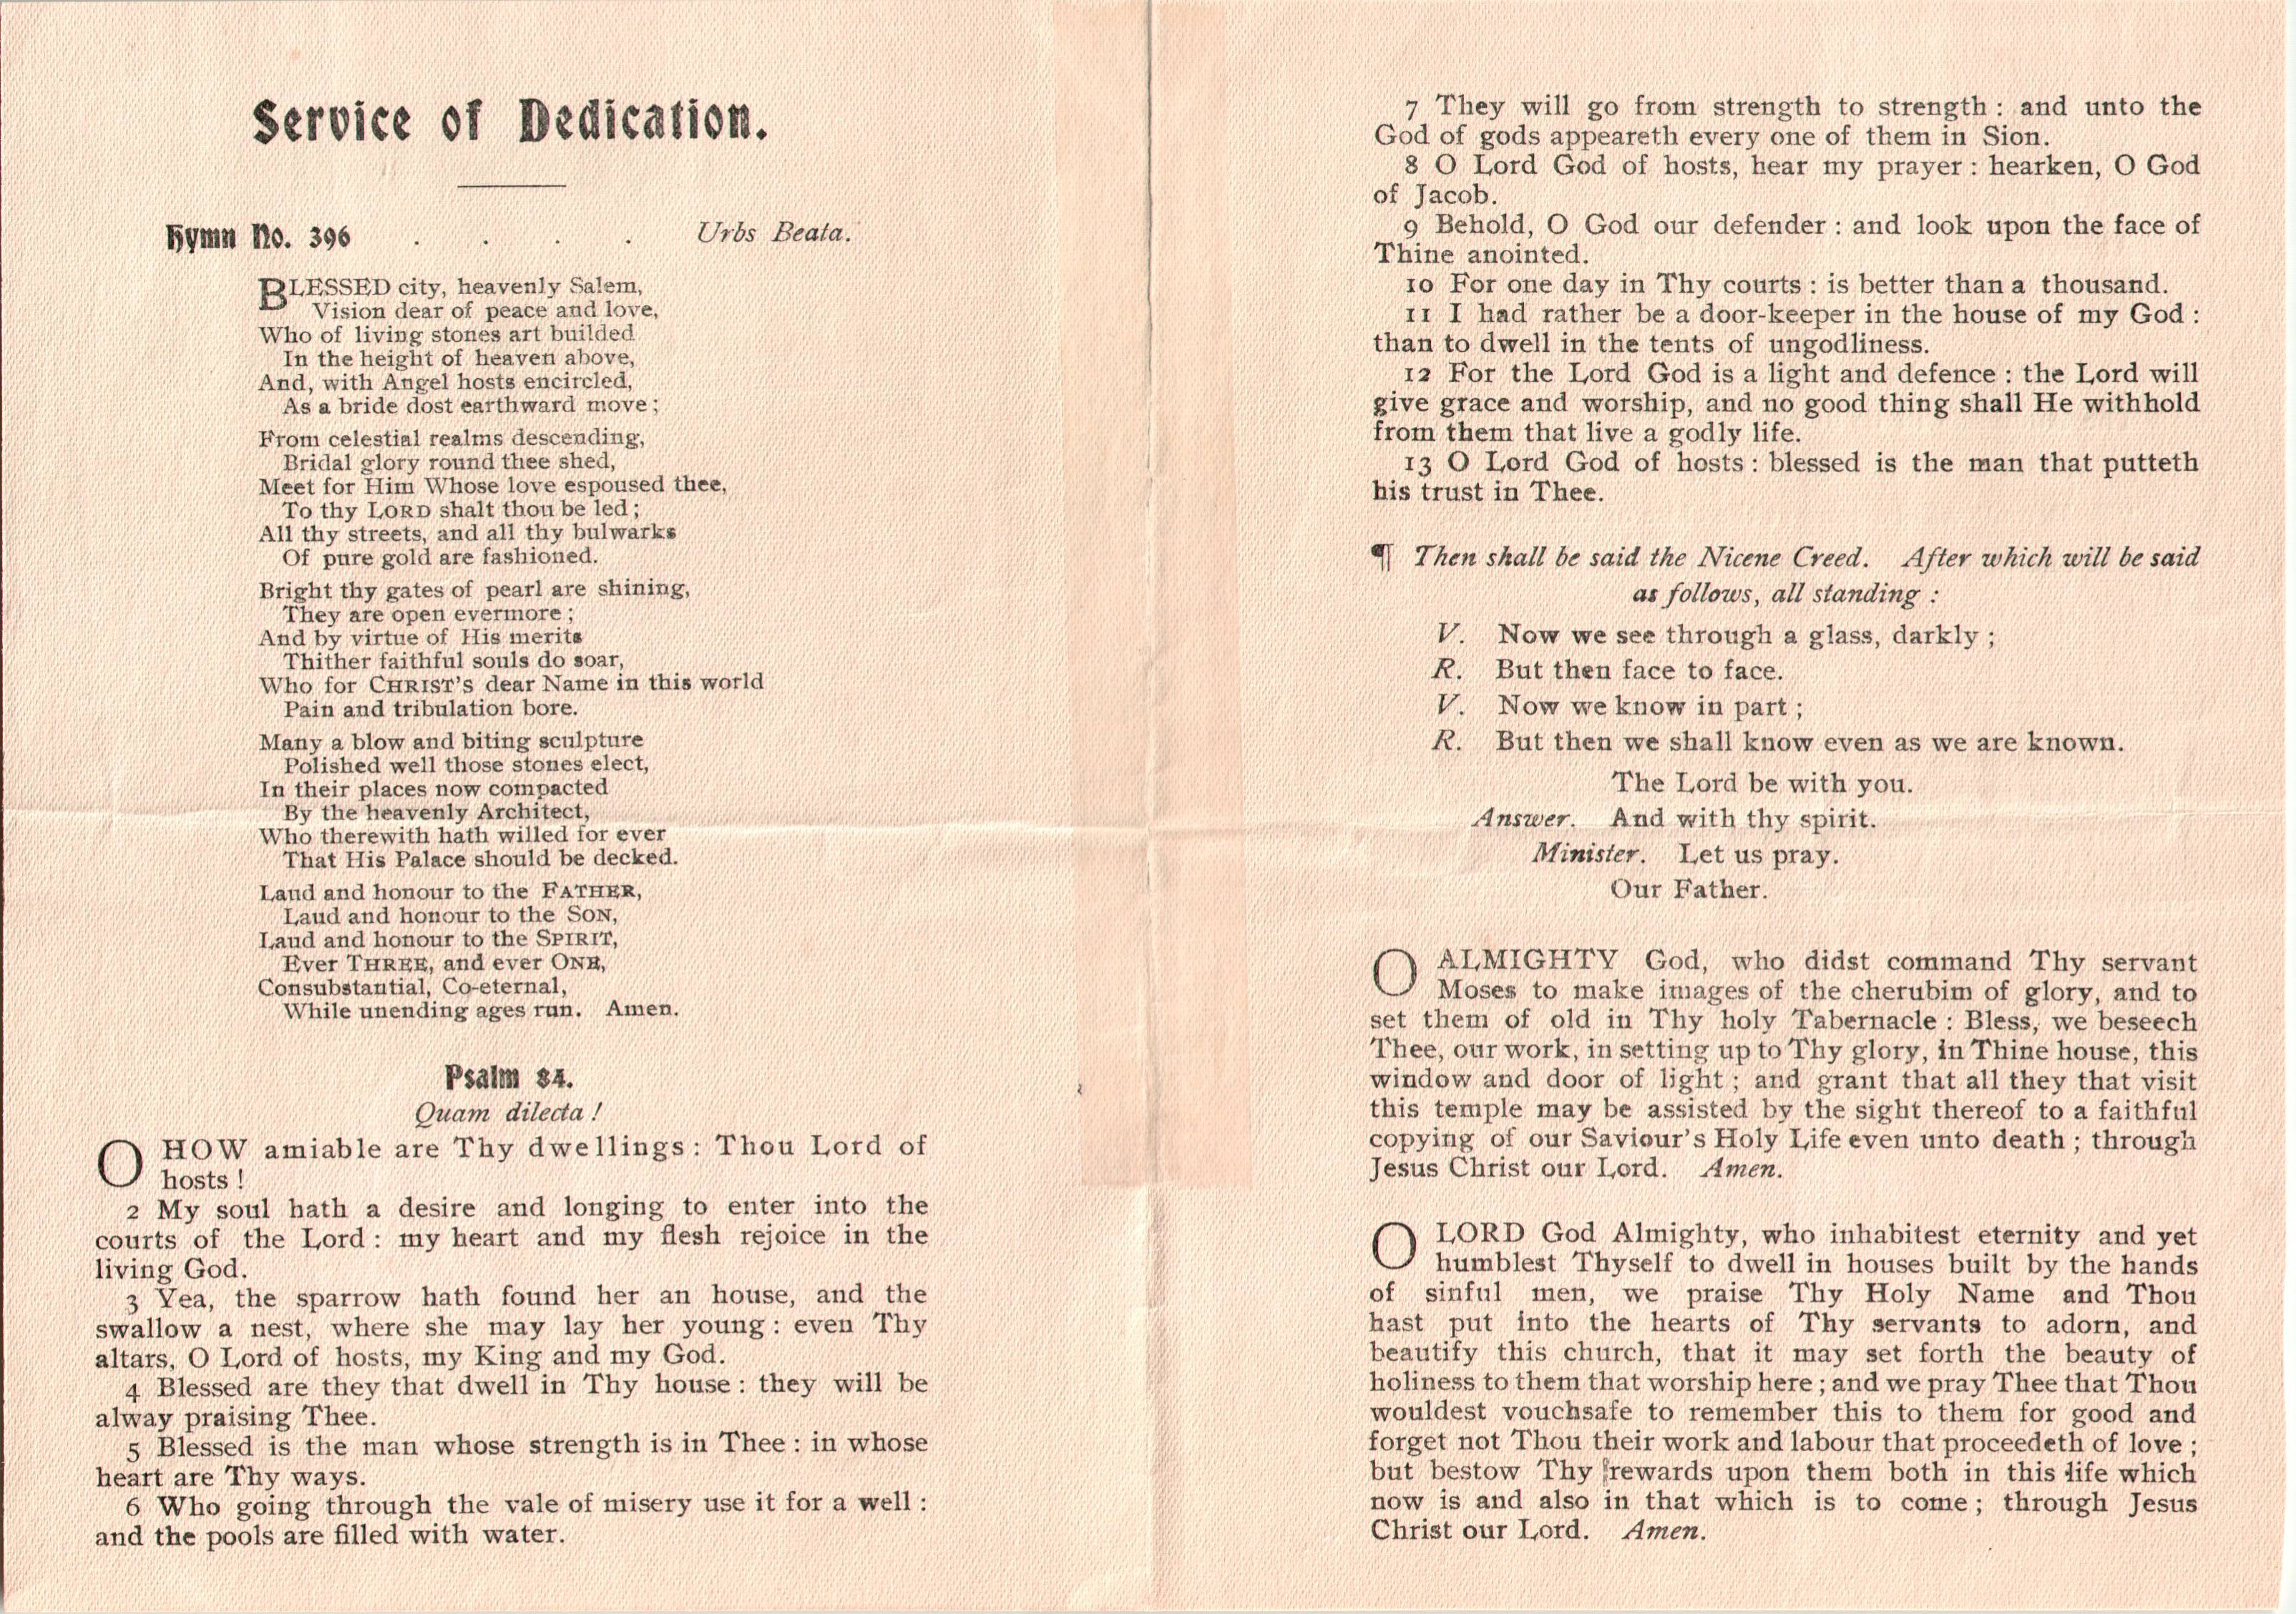 Service of Dedication.
Hymn No. 396 . . . . Urbs Beata.
BLESSED city, heavenly Salem,
Vision dear of peace and love,
Who of living stones art builded
In the height of heaven above,
And, with Angel hosts encircled,
As a bride dost earthward move;
From celestial realms descending,
Bridal glory round thee shed,
Meet for Him Whose love espoused thee,
To thy LORD shalt thou be led;
All thy streets, and all thy bulwarks
Of pure gold are fashioned.
Bright thy gates of pearl are shining,
They are open evermore;
And by virtue of His merits
Thither faithful souls do soar,
Who for CHRIST'S dear Name in this world
Pain and tribulation bore.
Many a blow and biting sculpture
Polished well those stones elect,
In their places now compacted
By the heavenly Architect,
Who therewith hath willed for ever
That His Palace should be decked.
Laud and honour to the FATHER,
Laud and honour to the SON,
Laud and honour to the SPIRIT,
Ever THREE, and ever ONE,
Consubstantial, Co-eternal,
While unending ages run. Amen.
Psalm 84.
Quam dilecta!
O HOW amiable are Thy dwellings: Thou Lord of
hosts!
2 My soul hath a desire and longing to enter into the
courts of the Lord: my heart and my flesh rejoice in the
living God.
3 Yea, the sparrow hath found her an house, and the
swallow a nest, where she may lay her young: even Thy
altars, O Lord of hosts, my King and my God.
4 Blessed are they that dwell in Thy house: they will be
alway praising Thee.
5 Blessed is the man whose strength is in Thee: in whose
heart are Thy ways.
6 Who going through the vale of misery use it for a well:
and the pools are filled with water.
7 They will go from strength to strength: and unto the
God of gods appeareth every one of them in Sion.
8 O Lord God of hosts, hear my prayer: hearken, O God
of Jacob.
9 Behold, O God our defender: and look upon the face of
Thine anointed.
10 For one day in Thy courts: is better than a thousand.
11 I had rather be a door-keeper in the house of my God:
than to dwell in the tents of ungodliness.
12 For the Lord God is a light and defence: the Lord will
give grace and worship, and no good thing shall He withhold
from them that live a godly life.
13 O Lord God of hosts: blessed is the man that putteth
his trust in Thee.
¶ Then shall be said the Nicene Creed. After which will be said
as follows, all standing:
V. Now we see through a glass, darkly;
R. But then face to face.
V. Now we know in part;
R. But then we shall know even as we are known.
The Lord be with you.
Answer. And with thy spirit.
Minister. Let us pray.
Our Father.
O ALMIGHTY God, who didst command Thy servant
Moses to make images of the cherubim of glory, and to
set them of old in Thy holy Tabernacle: Bless, we beseech
Thee, our work, in setting up to Thy glory, in Thine house, this
window and door of light; and grant that all they that visit
this temple may be assisted by the sight thereof to a faithful
copying of our Saviour's Holy Life even unto death; through
Jesus Christ our Lord. Amen.
O LORD God Almighty, who inhabitest eternity and yet
humblest Thyself to dwell in houses built by the hands
of sinful men, we praise Thy Holy Name and Thou
hast put into the hearts of Thy servants to adorn, and
beautify this church, that it may set forth the beauty of
holiness to them that worship here; and we pray Thee that Thou
wouldest vouchsafe to remember this to them for good and
forget not Thou their work and labour that proceedeth of love;
but bestow Thy rewards upon them both in this life which
now is and also in that which is to come; through Jesus
Christ our Lord. Amen.